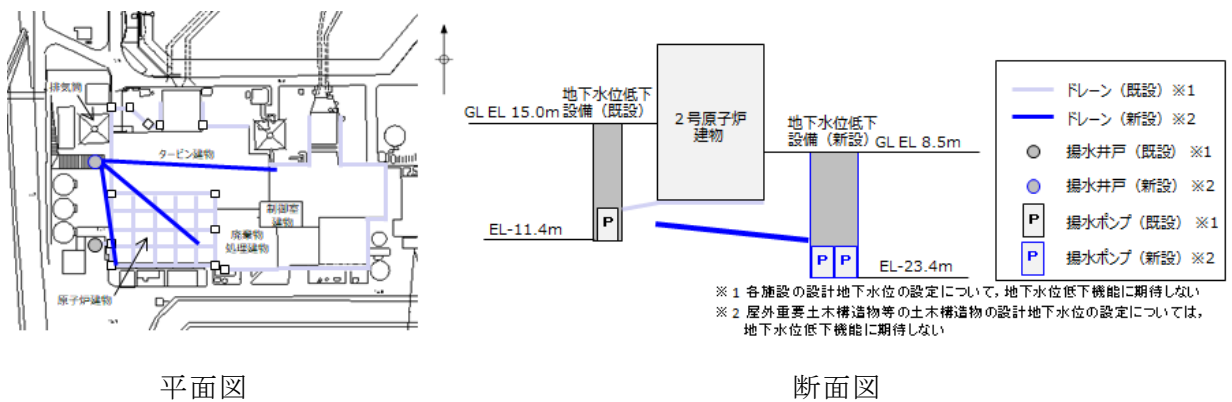 排気筒
タービン建物
制御室
建物
廃棄物
処理建物
原子炉建物
平面図
地下水位低下
設備(既設)
GL EL 15.0m
2号原子炉
建物
地下水位低下
設備(新設)
GL EL 8.5m
P
EL-11.4m
P P
EL-23.4m
ドレーン(既設)※1
ドレーン(新設)※2
揚水井戸(既設) ※1
揚水井戸(新設) ※2
P 揚水ポンプ(既設) ※1
P 揚水ポンプ(新設) ※2
※1 各施設の設計地下水位の設定について,地下水位低下機能に期待しない
※2 屋外重要土木構造物等の土木構造物の設計地下水位の設定については,
地下水位低下機能に期待しない
断面図